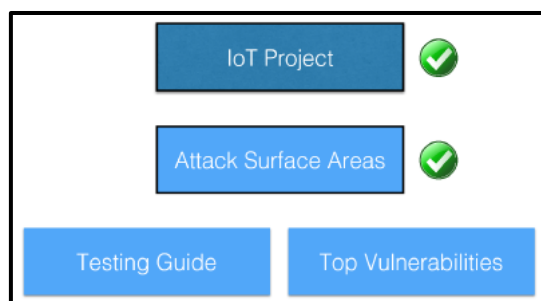 IoT Project
Attack Surface Areas
Testing Guide
Top Vulnerabilities